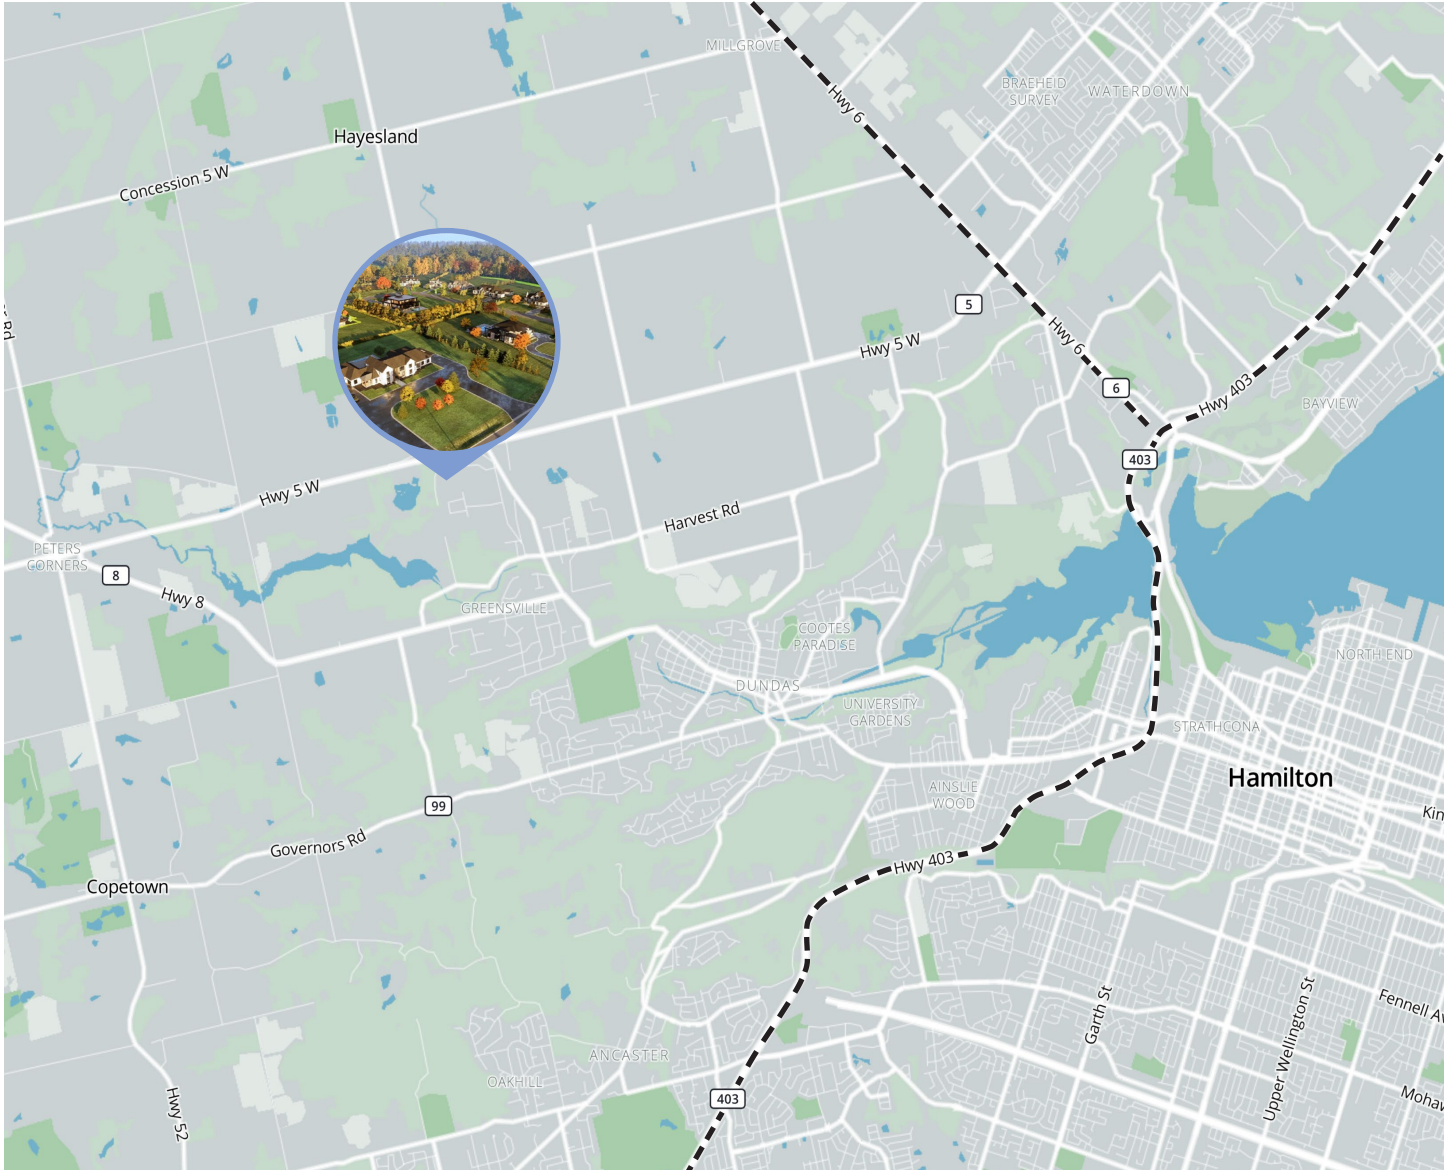 MILLGROVE
BRAEHEID
SURVEY
WATERDOWN
Hwy 6
Hayesland
Concession 5 W
5
Hwy 6
Hwy 5 W
6
Hwy 403
BAYVIEW
403
Hwy 5 W
Harvest Rd
PETERS
CORNERS
8
Hwy 8
GREENSVILLE
COOTES
PARADISE
NORTH END
DUNDAS
UNIVERSITY
GARDENS
STRATHCONA
Hamilton
AINSLIE
WOOD
99
Governors Rd
Kin
Hwy 403
Copetown
Garth St
Upper Wellington St
Fennell Av
ANCASTER
OAKHILL
403
Hwy 52
Mohaw
Rd